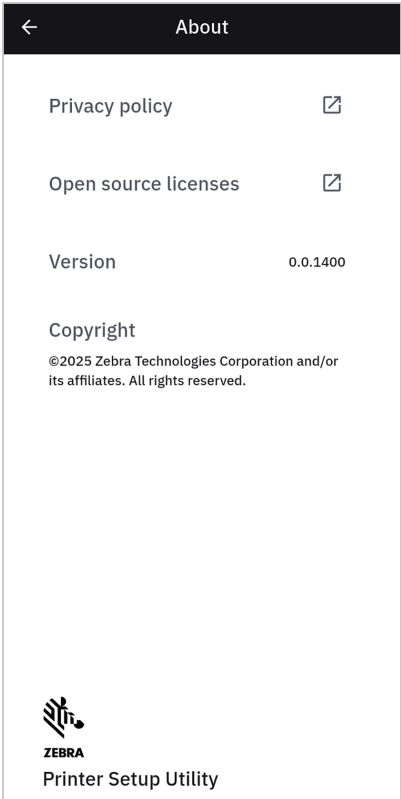 About
Privacy policy
Open source licenses
Version 0.0.1400
Copyright
©2025 Zebra Technologies Corporation and/or
its affiliates. All rights reserved.
ZEBRA
Printer Setup Utility